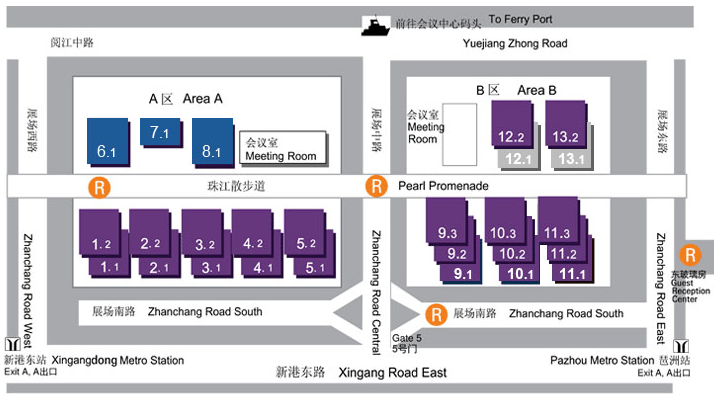 To Ferry Port
前往会议中心码头
阅江中路
Yuejiang Zhong Road
A 区 Area A
B 区 Area B
展场西路
展场中路
展场东路
6.1
7.1
8.1
会议室
Meeting Room
会议室
Meeting
Room
12.2
13.2
12.1
13.1
R
珠江散步道
R
Pearl Promenade
1.2
2.2
3.2
4.2
5.2
1.1
2.1
3.1
4.1
5.1
9.3
10.3
11.3
9.2
10.2
11.2
9.1
10.1
11.1
Zhanchang Road West
Zhanchang Road Central
Zhanchang Road East
R
东玻璃房
Guest
Reception
Center
展场南路 Zhanchang Road South
R
展场南路 Zhanchang Road South
Gate 5
5号门
新港东站 Xingangdong Metro Station
Exit A, A出口
Pazhou Metro Station 琶洲站
Exit A, A出口
新港东路 Xingang Road East